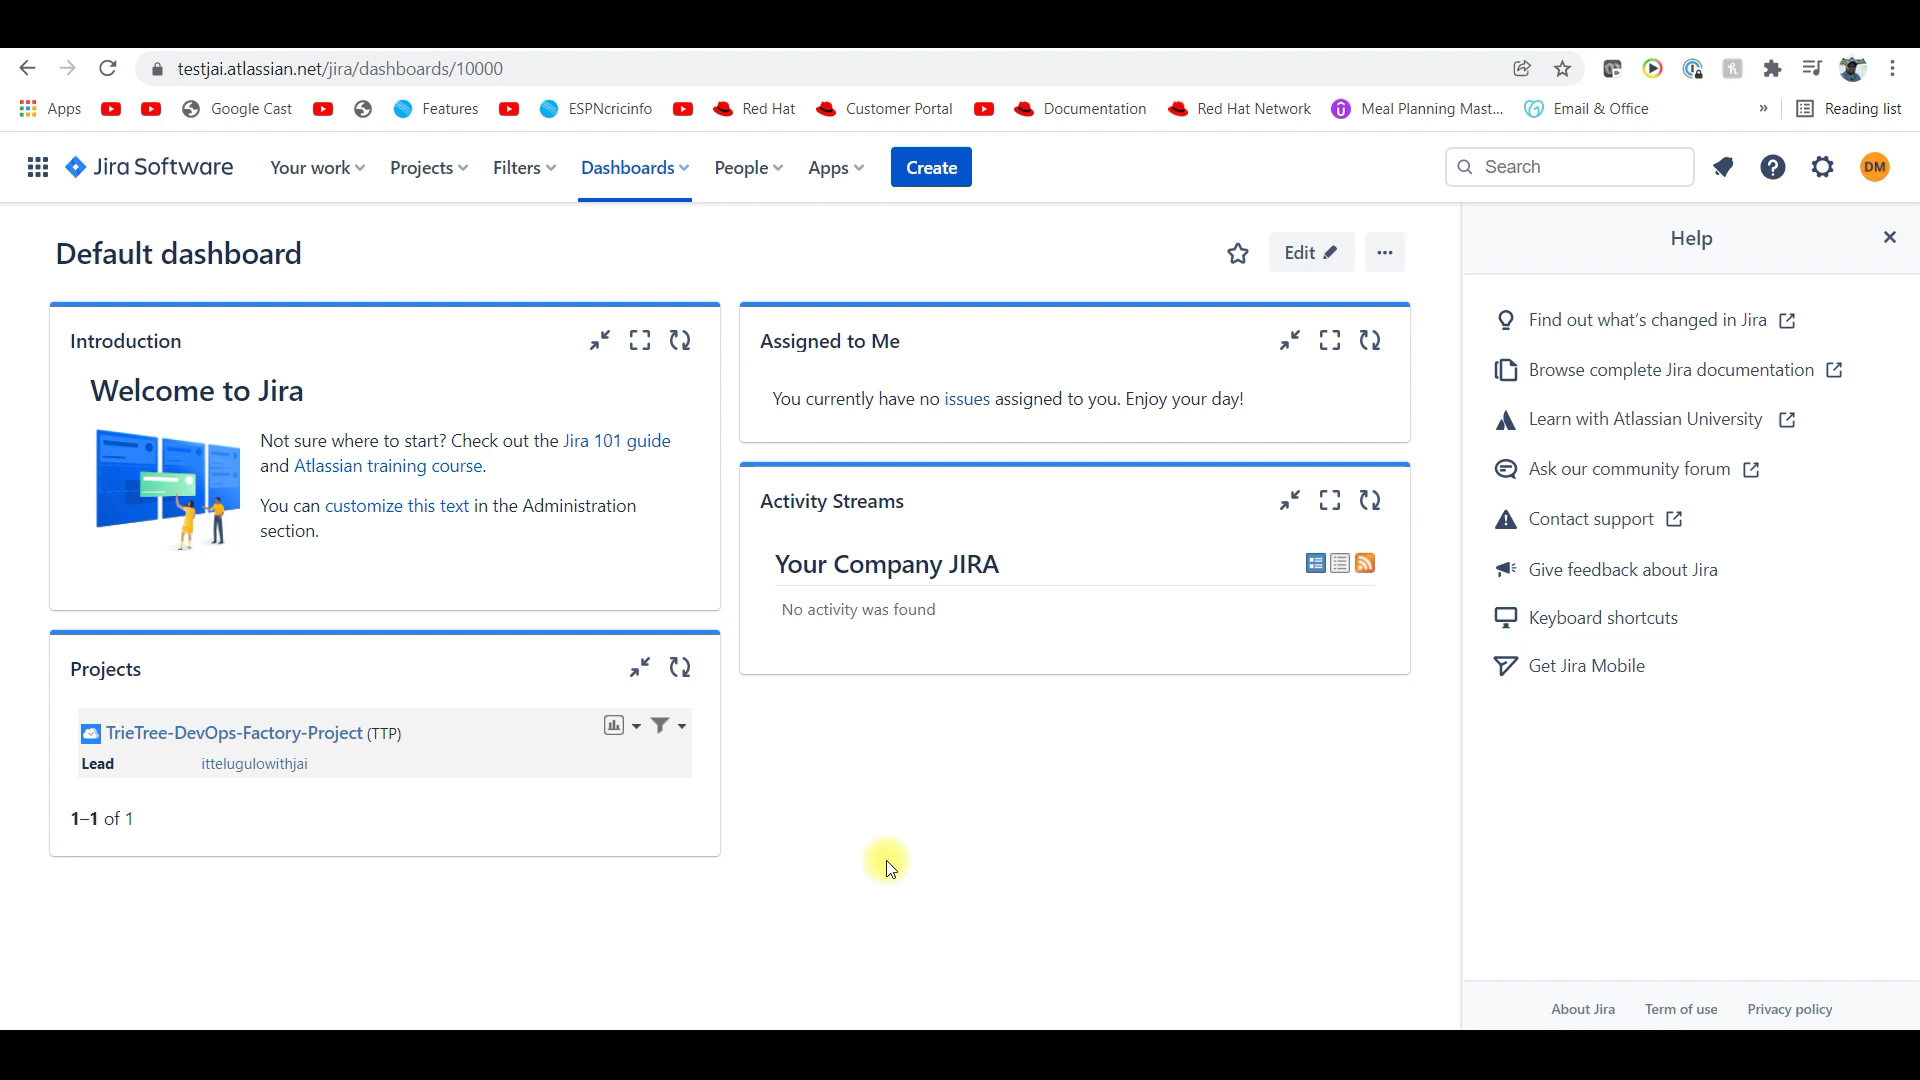 testjai.atlassian.net/jira/dashboards/10000
Apps Google Cast Features ESPNcricinfo Red Hat Customer Portal Documentation Red Hat Network Meal Planning Mast... Email & Office » Reading list
Jira Software Your work Projects Filters Dashboards People Apps Create Search DM
Default dashboard
Edit
Help
Introduction
Welcome to Jira
Not sure where to start? Check out the Jira 101 guide
and Atlassian training course.
You can customize this text in the Administration
section.
Projects
TrieTree-DevOps-Factory-Project (TTP)
Lead ittelugulowithjai
1–1 of 1
Assigned to Me
You currently have no issues assigned to you. Enjoy your day!
Activity Streams
Your Company JIRA
No activity was found
Find out what's changed in Jira
Browse complete Jira documentation
Learn with Atlassian University
Ask our community forum
Contact support
Give feedback about Jira
Keyboard shortcuts
Get Jira Mobile
About Jira Term of use Privacy policy